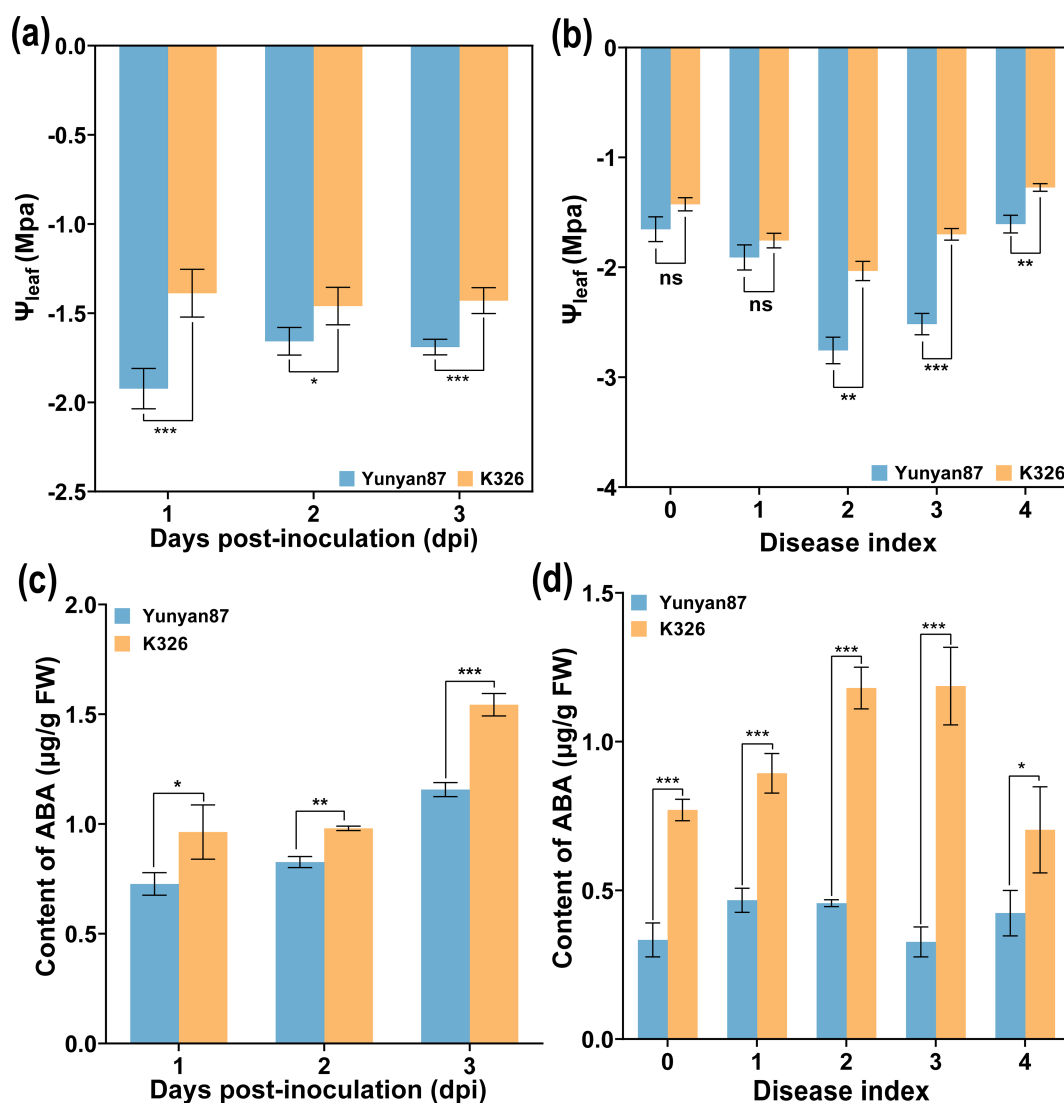 (a)
0.0
-0.5
-1.0
-1.5
-2.0
-2.5
Ψleaf (Mpa)
***
*
***
Yunyan87
K326
1 2 3
Days post-inoculation (dpi)
(b)
0
-1
-2
-3
-4
Ψleaf (Mpa)
ns
ns
**
***
**
Yunyan87
K326
0 1 2 3 4
Disease index
(c)
2.0
1.5
1.0
0.5
0.0
Content of ABA (µg/g FW)
Yunyan87
K326
*
**
***
1 2 3
Days post-inoculation (dpi)
(d)
1.5
1.0
0.5
0.0
Content of ABA (µg/g FW)
Yunyan87
K326
***
***
***
***
*
0 1 2 3 4
Disease index